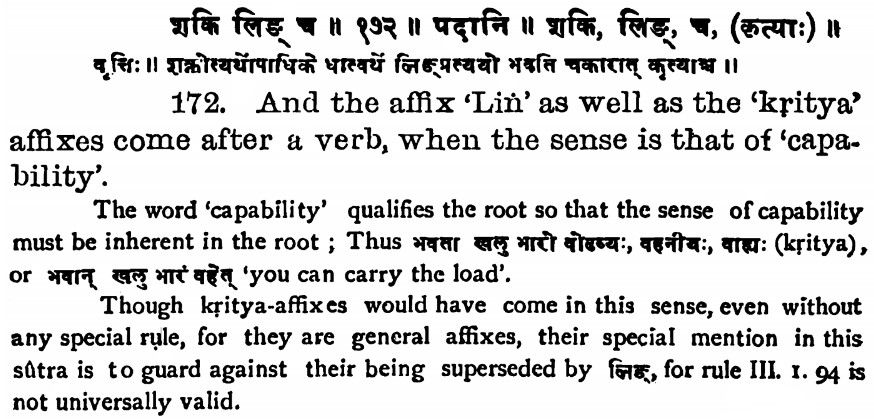 शकि लिङ् च ॥ १७२ ॥ पदानि ॥ शकि, लिङ्, च, (कृत्याः) ॥
वृत्तिः ॥ शक्नोत्यर्थोपाधिके धात्वर्थे लिङ्प्रत्ययो भवति चकारात् कृत्याश्च ॥
172. And the affix 'Liṅ' as well as the 'kṛitya'
affixes come after a verb, when the sense is that of 'capa-
bility'.
The word 'capability' qualifies the root so that the sense of capability
must be inherent in the root ; Thus भवता खलु भारो वोढव्यः, वहनीयः, वाह्यः (kṛitya),
or भवान् खलु भारं वहेत् 'you can carry the load'.
Though kṛitya-affixes would have come in this sense, even without
any special rule, for they are general affixes, their special mention in this
sûtra is to guard against their being superseded by लिङ्, for rule III. 1. 94 is
not universally valid.